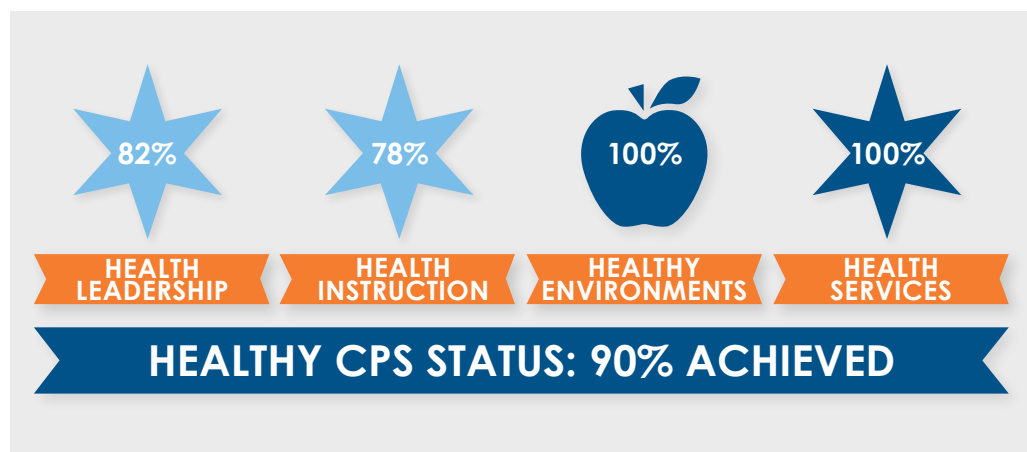 82%
78%
100%
100%
HEALTH
LEADERSHIP
HEALTH
INSTRUCTION
HEALTHY
ENVIRONMENTS
HEALTH
SERVICES
HEALTHY CPS STATUS: 90% ACHIEVED